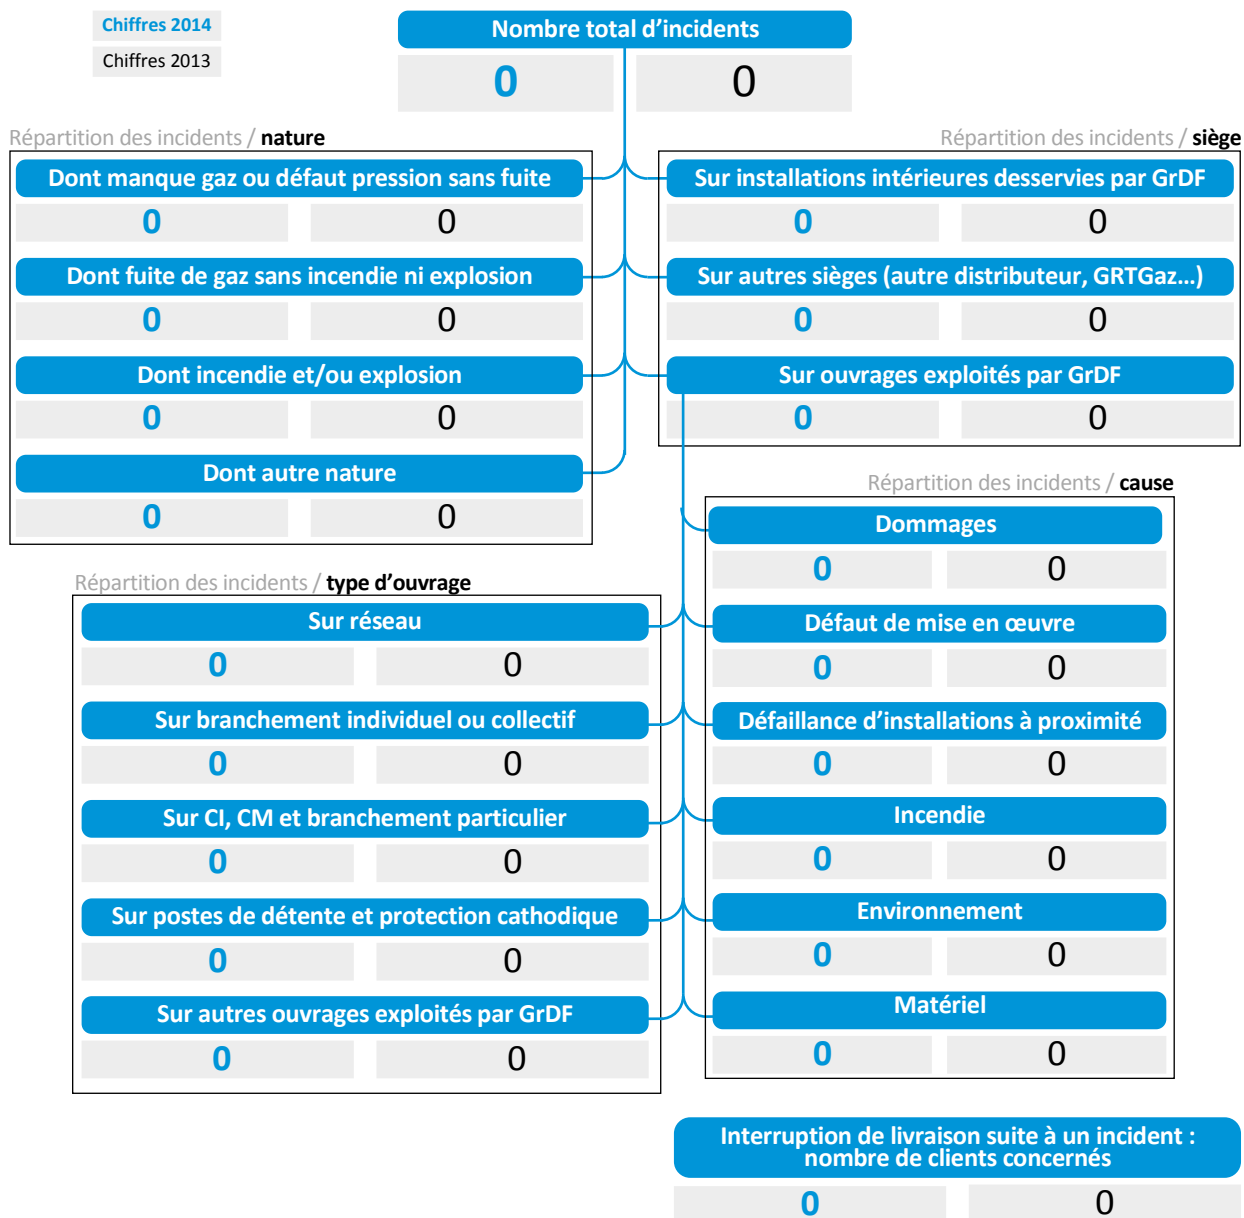 Chiffres 2014
Chiffres 2013
Nombre total d’incidents
0 0
Répartition des incidents / nature
Dont manque gaz ou défaut pression sans fuite
0 0
Dont fuite de gaz sans incendie ni explosion
0 0
Dont incendie et/ou explosion
0 0
Dont autre nature
0 0
Répartition des incidents / siège
Sur installations intérieures desservies par GrDF
0 0
Sur autres sièges (autre distributeur, GRTGaz...)
0 0
Sur ouvrages exploités par GrDF
0 0
Répartition des incidents / type d’ouvrage
Sur réseau
0 0
Sur branchement individuel ou collectif
0 0
Sur CI, CM et branchement particulier
0 0
Sur postes de détente et protection cathodique
0 0
Sur autres ouvrages exploités par GrDF
0 0
Répartition des incidents / cause
Dommages
0 0
Défaut de mise en œuvre
0 0
Défaillance d’installations à proximité
0 0
Incendie
0 0
Environnement
0 0
Matériel
0 0
Interruption de livraison suite à un incident :
nombre de clients concernés
0 0